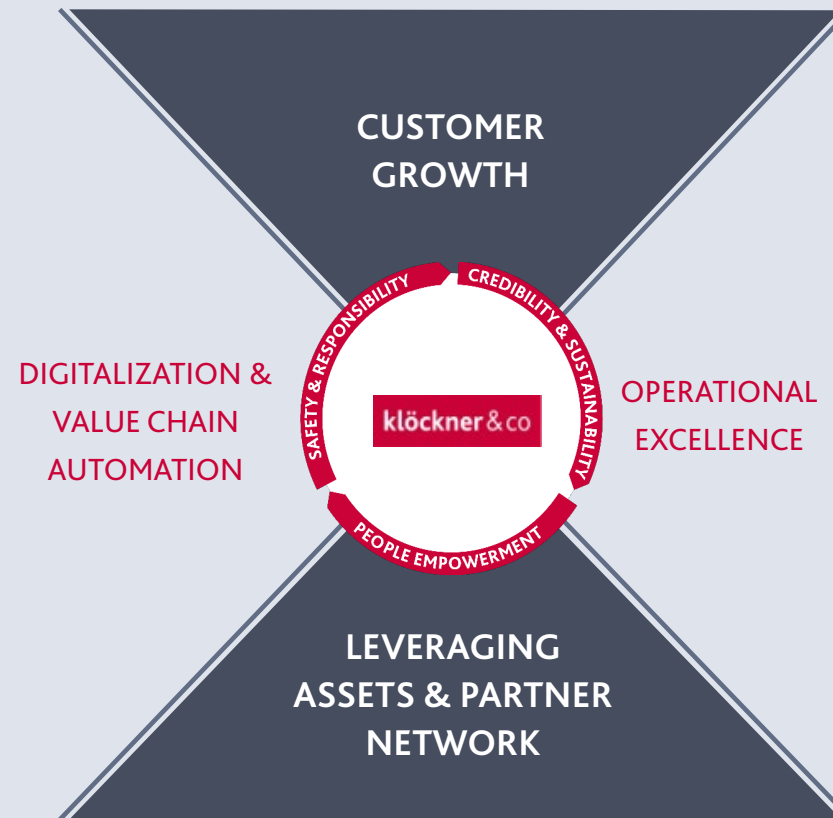 CUSTOMER
GROWTH
SAFETY & RESPONSIBILITY
CREDIBILITY & SUSTAINABILITY
DIGITALIZATION &
VALUE CHAIN
AUTOMATION
klöckner & co
OPERATIONAL
EXCELLENCE
PEOPLE EMPOWERMENT
LEVERAGING
ASSETS & PARTNER
NETWORK